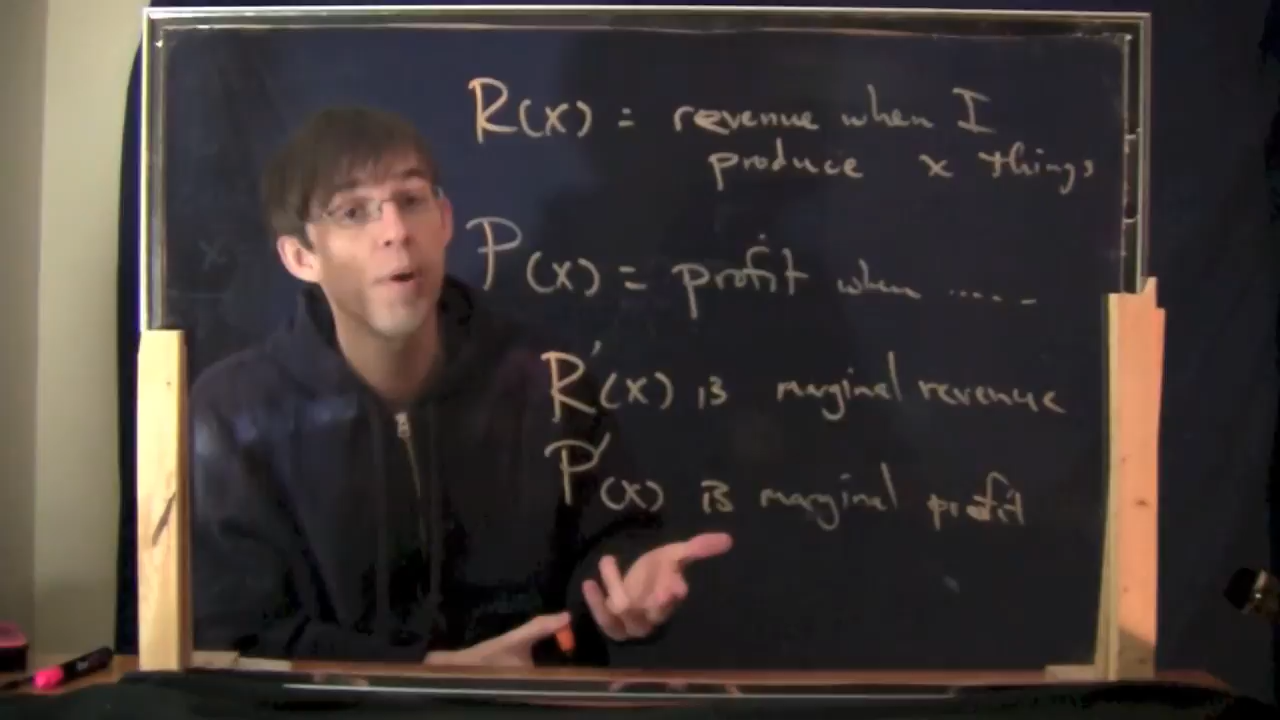 R(x) = revenue when I
produce x things
P(x) = profit when .....
R'(x) is marginal revenue
P'(x) is marginal profit